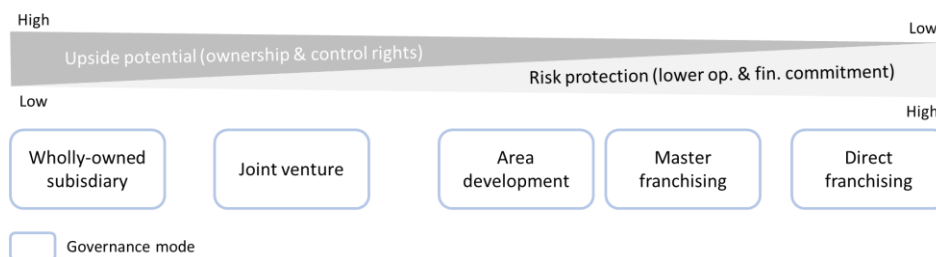 High
Low
Upside potential (ownership & control rights)
Risk protection (lower op. & fin. commitment)
Low
High
Wholly-owned
subisdiary
Joint venture
Area
development
Master
franchising
Direct
franchising
Governance mode